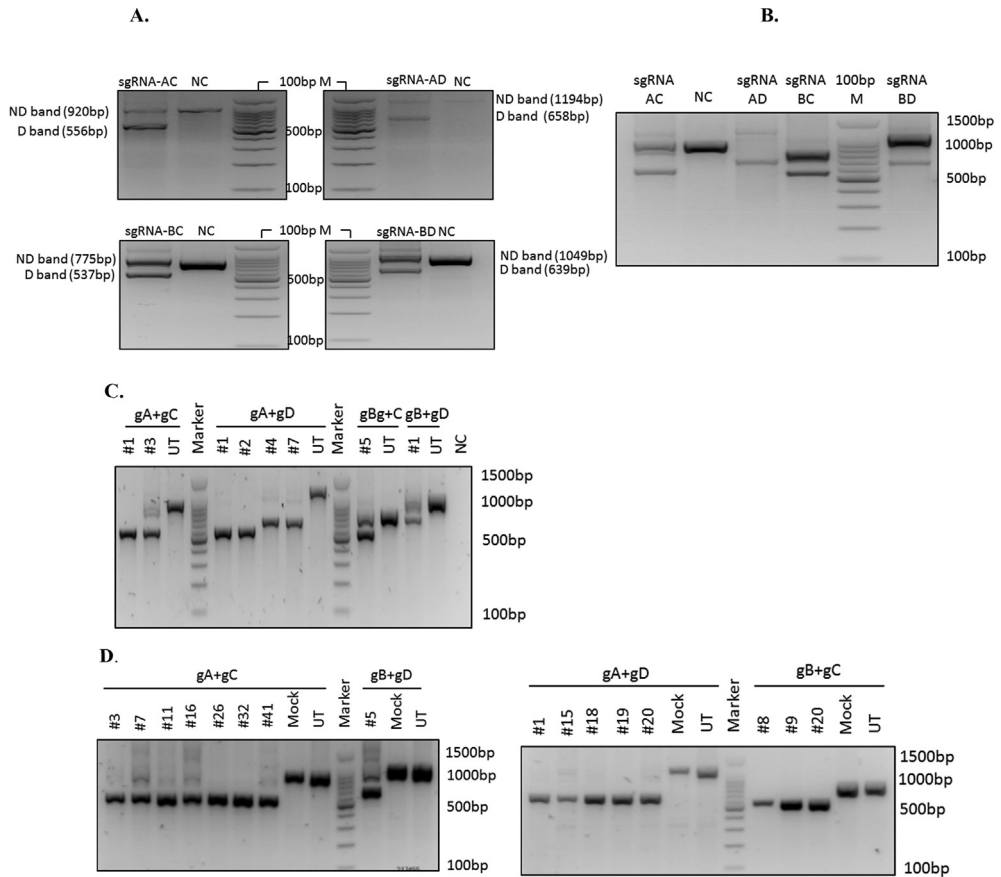 A.
sgRNA-AC NC 100bp M sgRNA-AD NC
ND band (920bp)
D band (556bp)
500bp
100bp
ND band (1194bp)
D band (658bp)
sgRNA-BC NC 100bp M sgRNA-BD NC
ND band (775bp)
D band (537bp)
500bp
100bp
ND band (1049bp)
D band (639bp)
B.
sgRNA AC
NC
sgRNA AD
sgRNA BC
100bp M
sgRNA BD
1500bp
1000bp
500bp
100bp
C.
gA+gC gA+gD gBg+C gB+gD
#1 #3 UT Marker #1 #2 #4 #7 UT Marker #5 UT #1 UT NC
1500bp
1000bp
500bp
100bp
D.
gA+gC gB+gD
#3 #7 #11 #16 #26 #32 #41 Mock UT Marker #5 Mock UT
1500bp
1000bp
500bp
100bp
gA+gD gB+gC
#1 #15 #18 #19 #20 Mock UT Marker #8 #9 #20 Mock UT
1500bp
1000bp
500bp
100bp